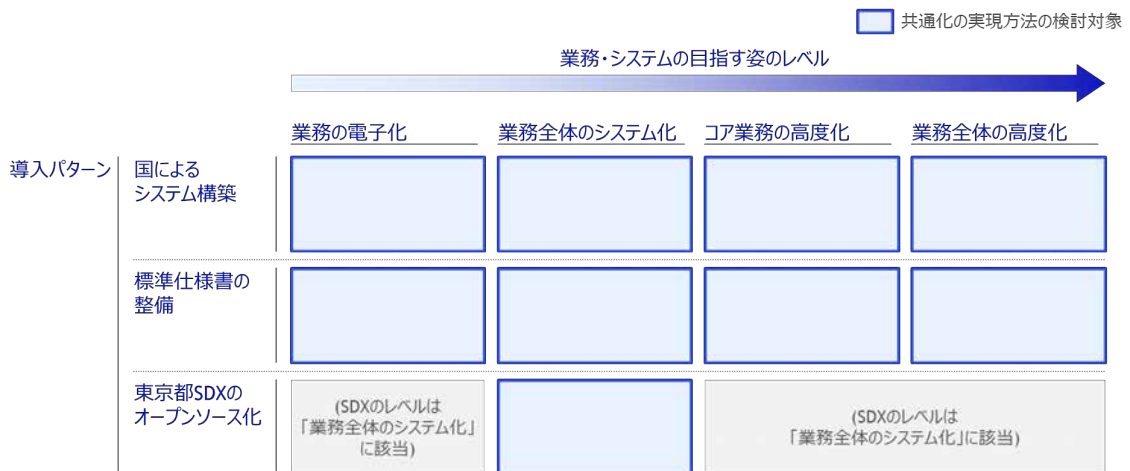 共通化の実現方法の検討対象
業務・システムの目指す姿のレベル
業務の電子化
業務全体のシステム化
コア業務の高度化
業務全体の高度化
導入パターン
国による
システム構築
標準仕様書の
整備
東京都SDXの
オープンソース化
(SDXのレベルは
「業務全体のシステム化」
に該当)
(SDXのレベルは
「業務全体のシステム化」に該当)